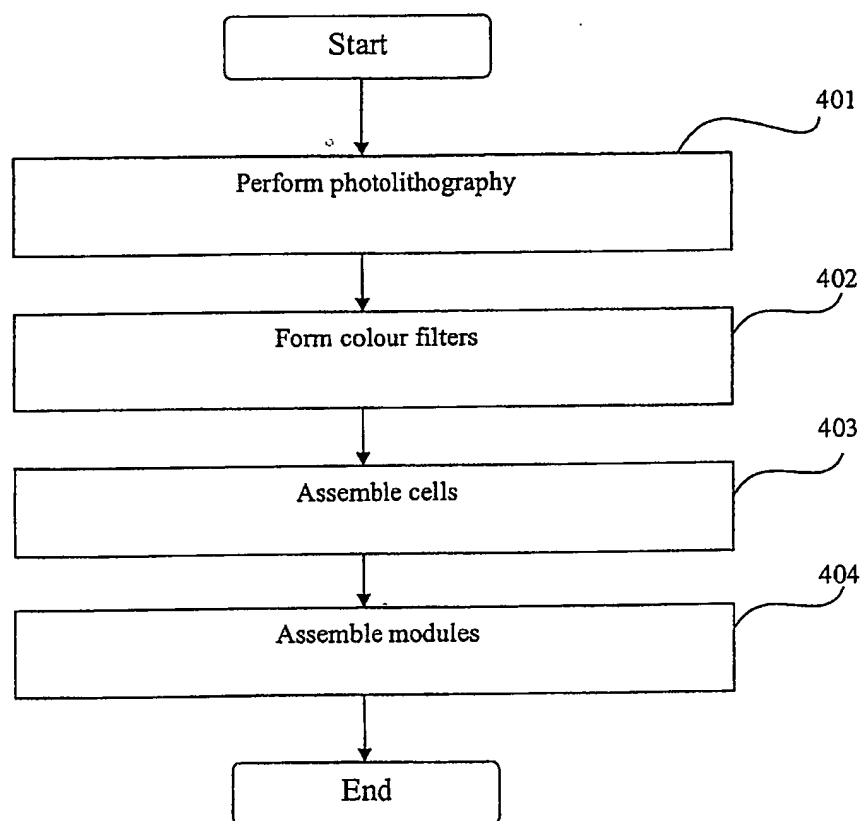 Start
401
Perform photolithography
402
Form colour filters
403
Assemble cells
404
Assemble modules
End